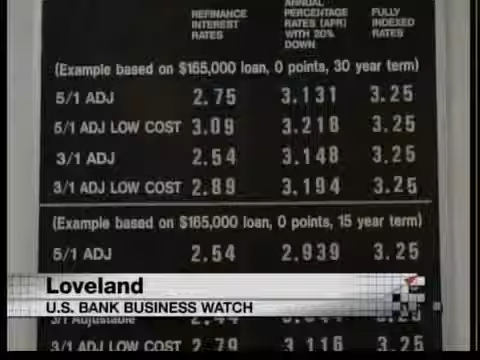 REFINANCE INTEREST RATES
ANNUAL PERCENTAGE RATES (APR) WITH 20% DOWN
FULLY INDEXED RATES
(Example based on $165,000 loan, 0 points, 30 year term)
5/1 ADJ 2.75 3.131 3.25
5/1 ADJ LOW COST 3.09 3.218 3.25
3/1 ADJ 2.54 3.148 3.25
3/1 ADJ LOW COST 2.89 3.194 3.25
(Example based on $165,000 loan, 0 points, 15 year term)
5/1 ADJ 2.54 2.939 3.25
Loveland
U.S. BANK BUSINESS WATCH
3/1 Adjustable
3/1 ADJ LOW COST 2.79 3.116 3.25